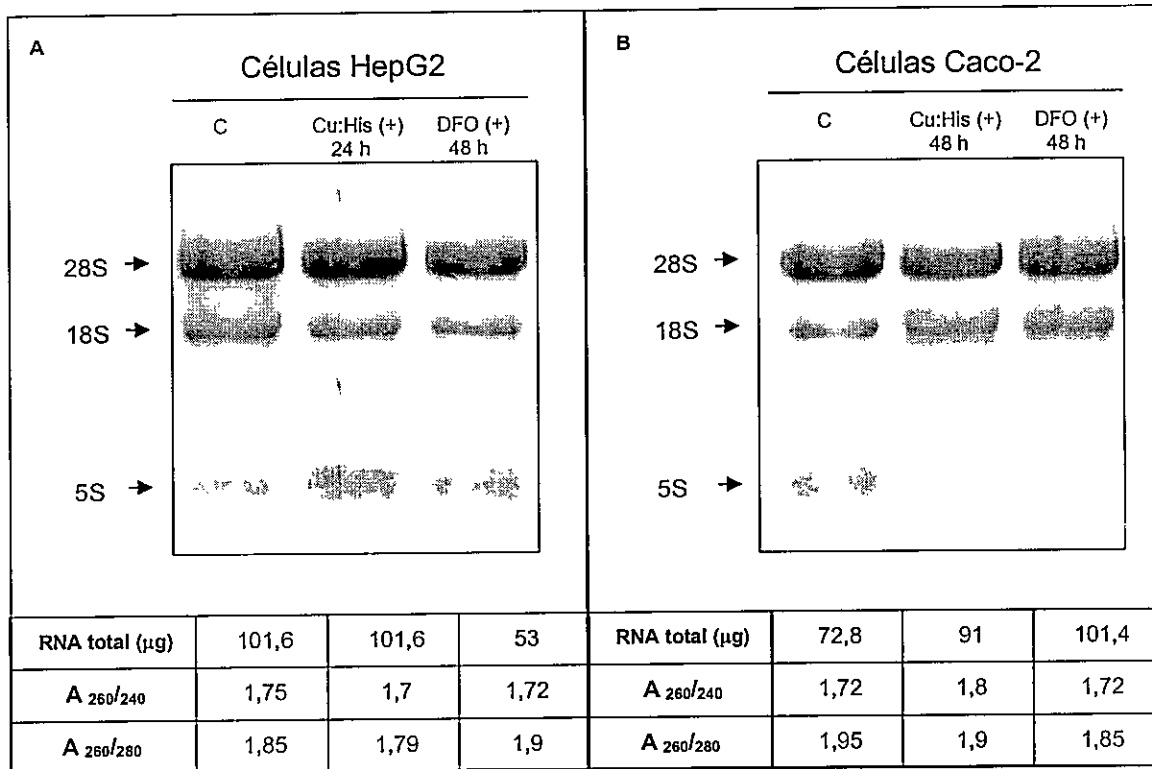 A
Células HepG2
C
Cu:His (+)
24 h
DFO (+)
48 h
28S
18S
5S
RNA total (µg) 101,6 101,6 53
A 260/240 1,75 1,7 1,72
A 260/280 1,85 1,79 1,9
B
Células Caco-2
C
Cu:His (+)
48 h
DFO (+)
48 h
28S
18S
5S
RNA total (µg) 72,8 91 101,4
A 260/240 1,72 1,8 1,72
A 260/280 1,95 1,9 1,85